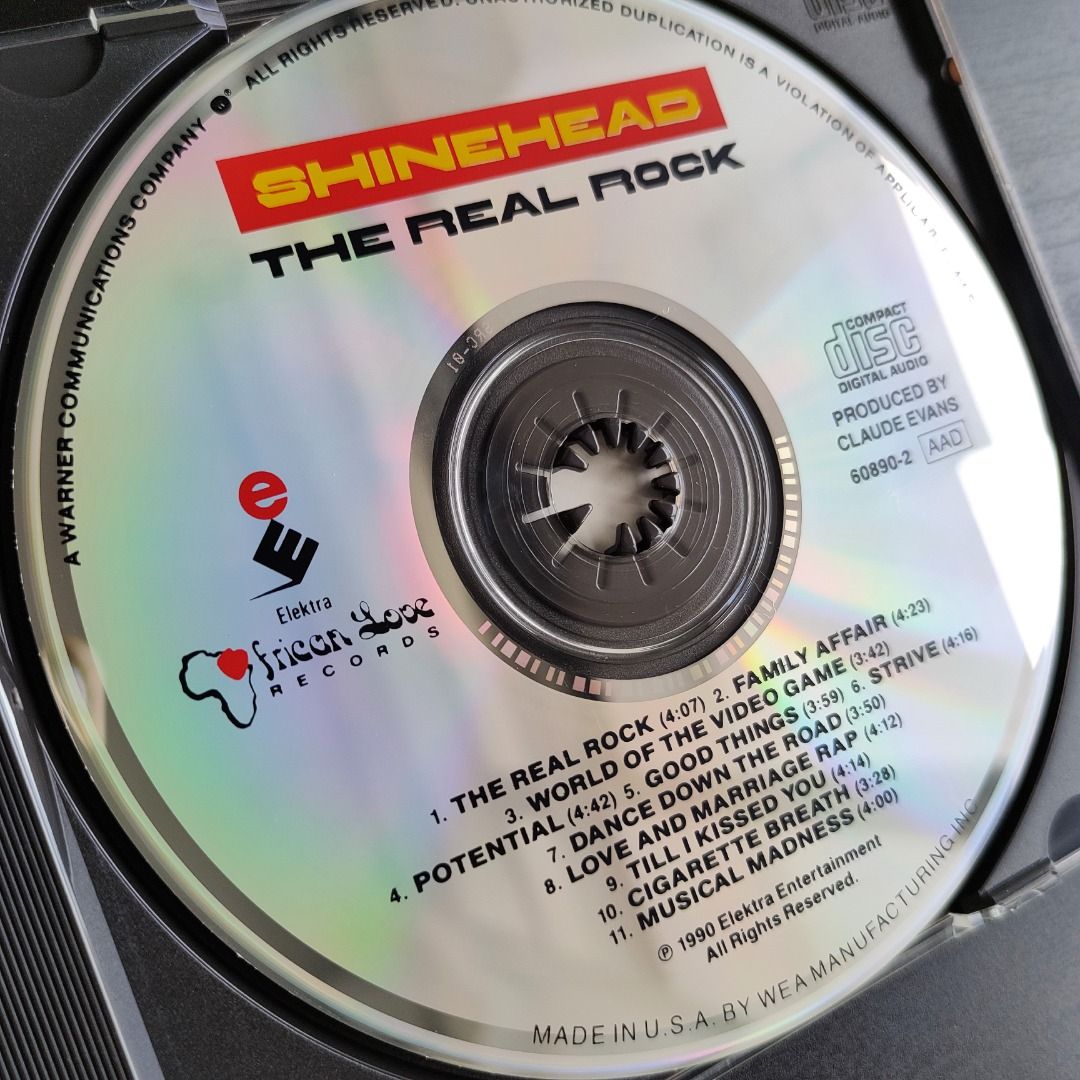 A WARNER COMMUNICATIONS COMPANY ® ALL RIGHTS RESERVED. UNAUTHORIZED DUPLICATION IS A VIOLATION OF
SHINEHEAD
THE REAL ROCK
DIGITAL AUDIO
COMPACT
disc
DIGITAL AUDIO
PRODUCED BY
CLAUDE EVANS
60890-2 AAD
SRC-01
e
E
Elektra
African Love
RECORDS
1. THE REAL ROCK (4:07) 2. FAMILY AFFAIR (4:23)
3. WORLD OF THE VIDEO GAME (3:42)
4. POTENTIAL (4:42) 5. GOOD THINGS (3:59) 6. STRIVE (4:16)
7. DANCE DOWN THE ROAD (3:50)
8. LOVE AND MARRIAGE RAP (4:12)
9. TILL I KISSED YOU (4:14)
10. CIGARETTE BREATH (3:28)
11. MUSICAL MADNESS (4:00)
℗ 1990 Elektra Entertainment
All Rights Reserved.
MADE IN U.S.A. BY WEA MANUFACTURING INC.